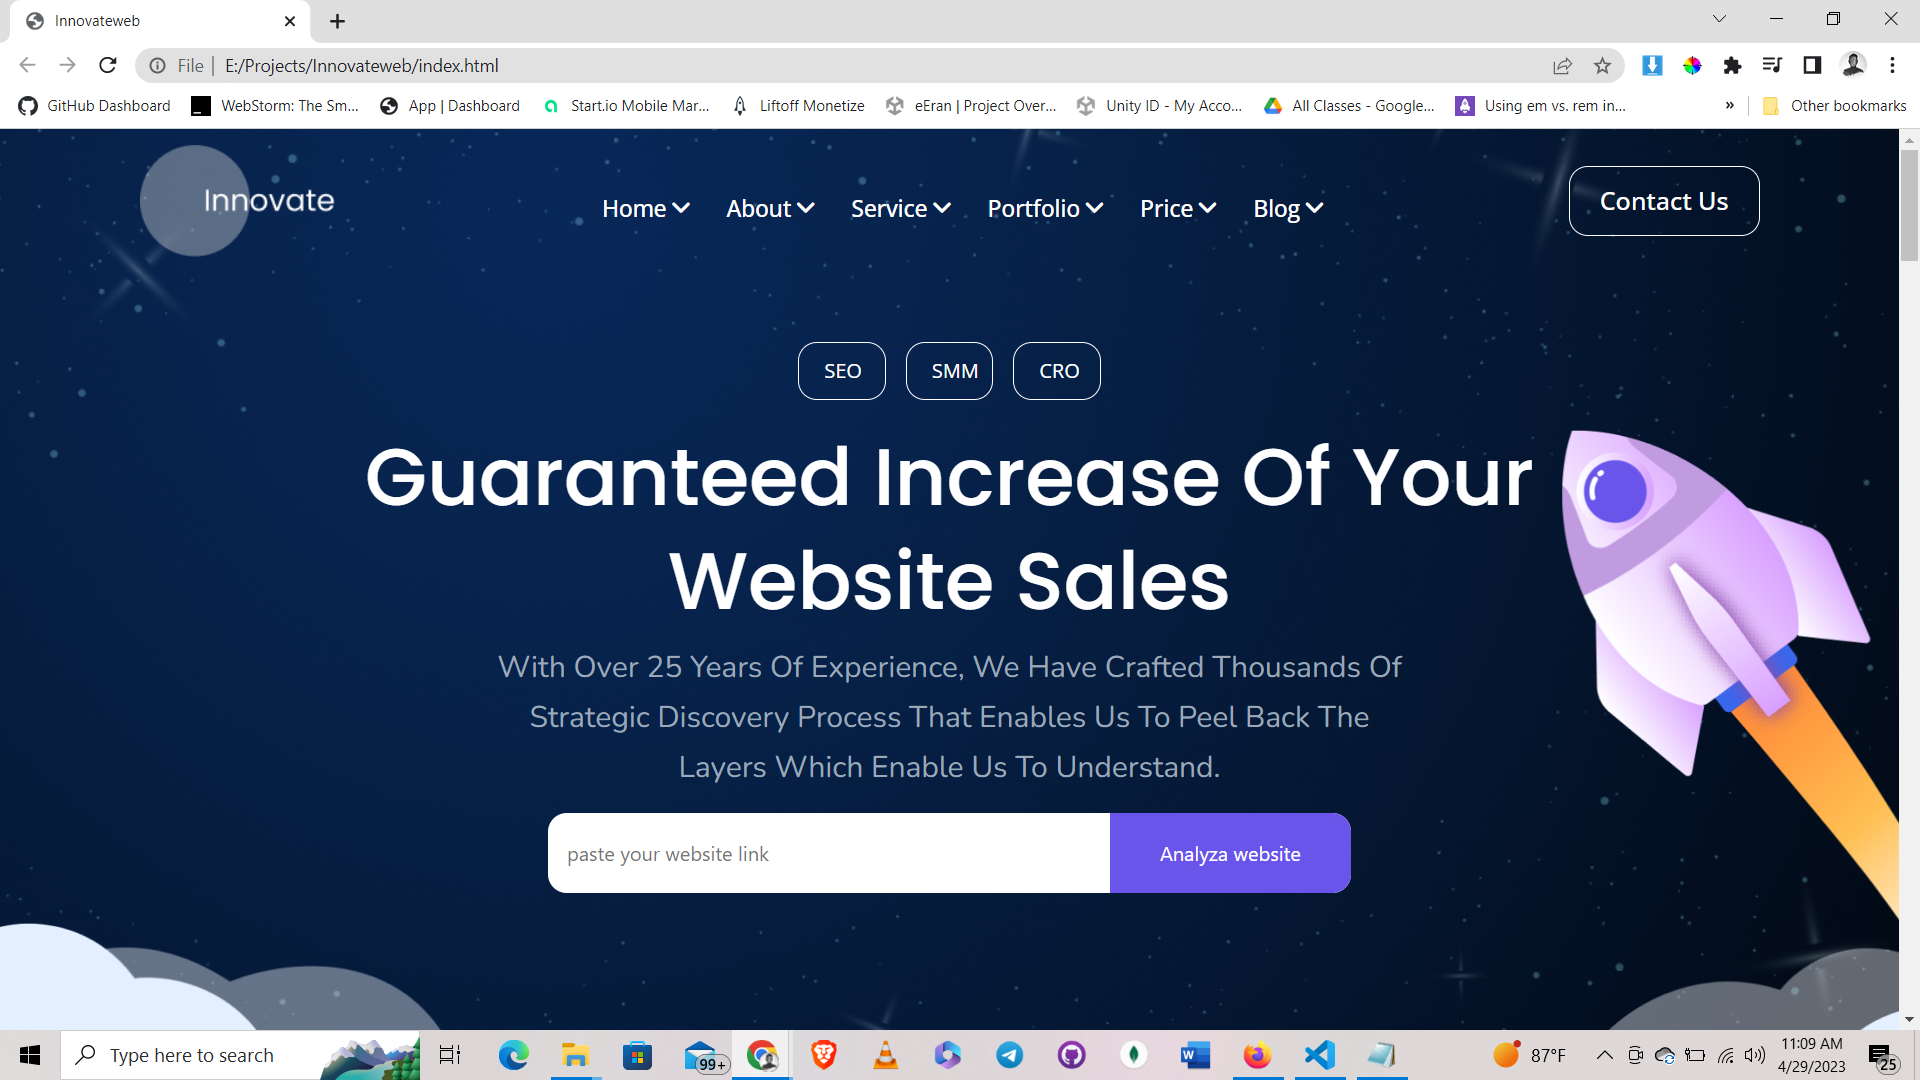 Innovateweb
File
E:/Projects/Innovateweb/index.html
GitHub Dashboard
WebStorm: The Sm...
App | Dashboard
Start.io Mobile Mar...
Liftoff Monetize
eEran | Project Over...
Unity ID - My Acco...
All Classes - Google...
Using em vs. rem in...
»
Other bookmarks
Innovate
Home
About
Service
Portfolio
Price
Blog
Contact Us
SEO
SMM
CRO
Guaranteed Increase Of Your
Website Sales
With Over 25 Years Of Experience, We Have Crafted Thousands Of
Strategic Discovery Process That Enables Us To Peel Back The
Layers Which Enable Us To Understand.
paste your website link
Analyza website
Type here to search
99+
W
87°F
11:09 AM
4/29/2023
25